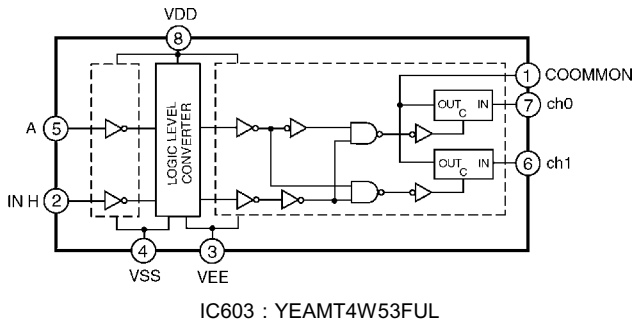 VDD
8
1 COOMMON
OUT IN
C
7 ch0
A 5
LOGIC LEVEL
CONVERTER
OUT IN
C
6 ch1
IN H 2
4
VSS
3
VEE
IC603 : YEAMT4W53FUL